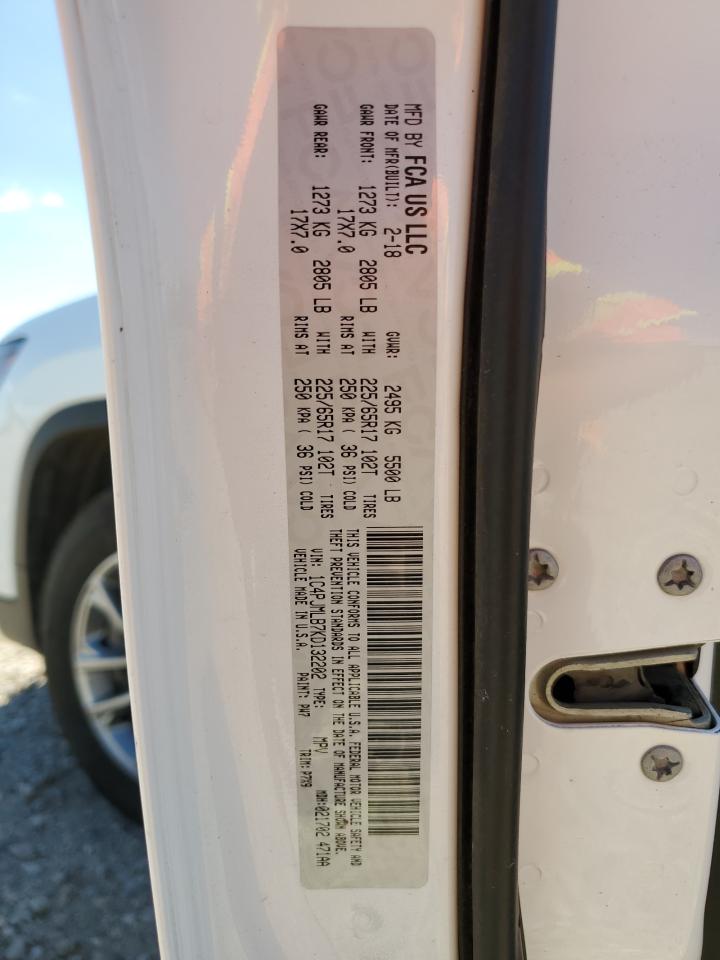 MFD BY FCA US LLC
DATE OF MFR(BUILT): 2-18 GVWR: 2495 KG 5500 LB
GAWR FRONT: 1273 KG 2805 LB WITH 225/65R17 102T TIRES
17X7.0 RIMS AT 250 KPA ( 36 PSI) COLD
GAWR REAR: 1273 KG 2805 LB WITH 225/65R17 102T TIRES
17X7.0 RIMS AT 250 KPA ( 36 PSI) COLD
THIS VEHICLE CONFORMS TO ALL APPLICABLE U.S.A. FEDERAL MOTOR VEHICLE SAFETY AND
THEFT PREVENTION STANDARDS IN EFFECT ON THE DATE OF MANUFACTURE SHOWN ABOVE.
VIN: 1C4PJMLB7KD132202 TYPE: MPV MDH:021702 471AA
VEHICLE MADE IN U.S.A. PAINT: PW7 TRIM: P7X9